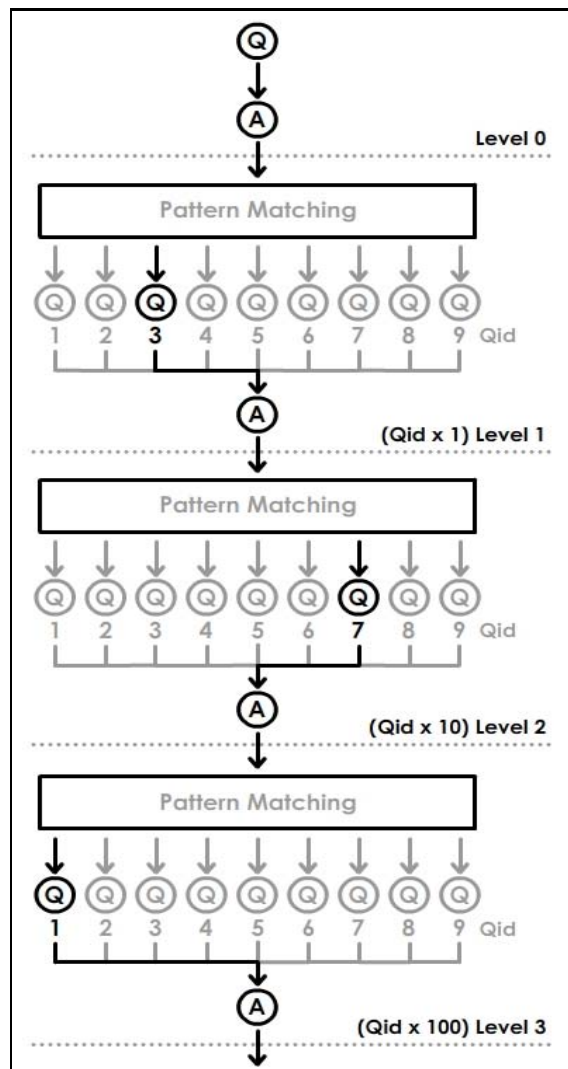 Q
A
Level 0
Pattern Matching
Q Q Q Q Q Q Q Q Q
1 2 3 4 5 6 7 8 9 Qid
A
(Qid x 1) Level 1
Pattern Matching
Q Q Q Q Q Q Q Q Q
1 2 3 4 5 6 7 8 9 Qid
A
(Qid x 10) Level 2
Pattern Matching
Q Q Q Q Q Q Q Q Q
1 2 3 4 5 6 7 8 9 Qid
A
(Qid x 100) Level 3